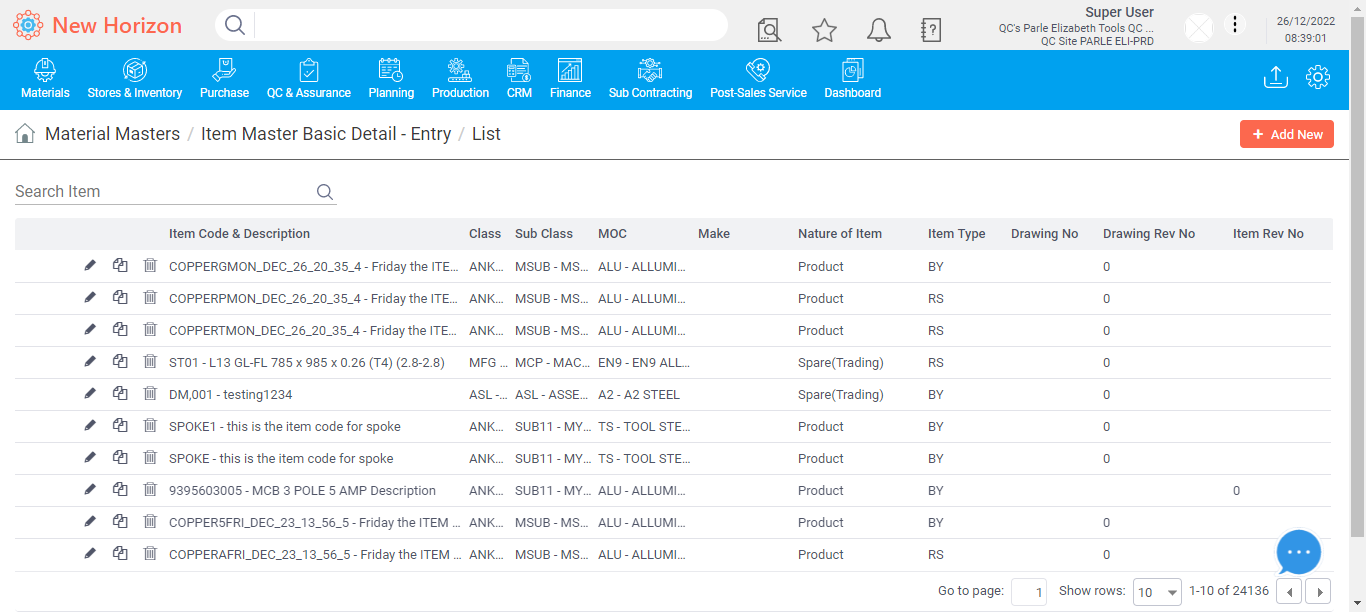 New Horizon
Super User
QC's Parle Elizabeth Tools QC ...
QC Site PARLE ELI-PRD
26/12/2022
08:39:01
Materials Stores & Inventory Purchase QC & Assurance Planning Production CRM Finance Sub Contracting Post-Sales Service Dashboard
Material Masters / Item Master Basic Detail - Entry / List
+ Add New
Search Item
Item Code & Description Class Sub Class MOC Make Nature of Item Item Type Drawing No Drawing Rev No Item Rev No
COPPERGMON_DEC_26_20_35_4 - Friday the ITE... ANK... MSUB - MS... ALU - ALLUMI... Product BY 0
COPPERPMON_DEC_26_20_35_4 - Friday the ITE... ANK... MSUB - MS... ALU - ALLUMI... Product RS 0
COPPERTMON_DEC_26_20_35_4 - Friday the ITE... ANK... MSUB - MS... ALU - ALLUMI... Product RS 0
ST01 - L13 GL-FL 785 x 985 x 0.26 (T4) (2.8-2.8) MFG ... MCP - MAC... EN9 - EN9 ALL... Spare(Trading) RS 0
DM,001 - testing1234 ASL -... ASL - ASSE... A2 - A2 STEEL Spare(Trading) BY 0
SPOKE1 - this is the item code for spoke ANK... SUB11 - MY... TS - TOOL STE... Product BY 0
SPOKE - this is the item code for spoke ANK... SUB11 - MY... TS - TOOL STE... Product BY 0
9395603005 - MCB 3 POLE 5 AMP Description ANK... SUB11 - MY... ALU - ALLUMI... Product BY 0
COPPER5FRI_DEC_23_13_56_5 - Friday the ITEM ... ANK... MSUB - MS... ALU - ALLUMI... Product BY 0
COPPERAFRI_DEC_23_13_56_5 - Friday the ITEM ... ANK... MSUB - MS... ALU - ALLUMI... Product RS 0
Go to page: 1 Show rows: 10 1-10 of 24136